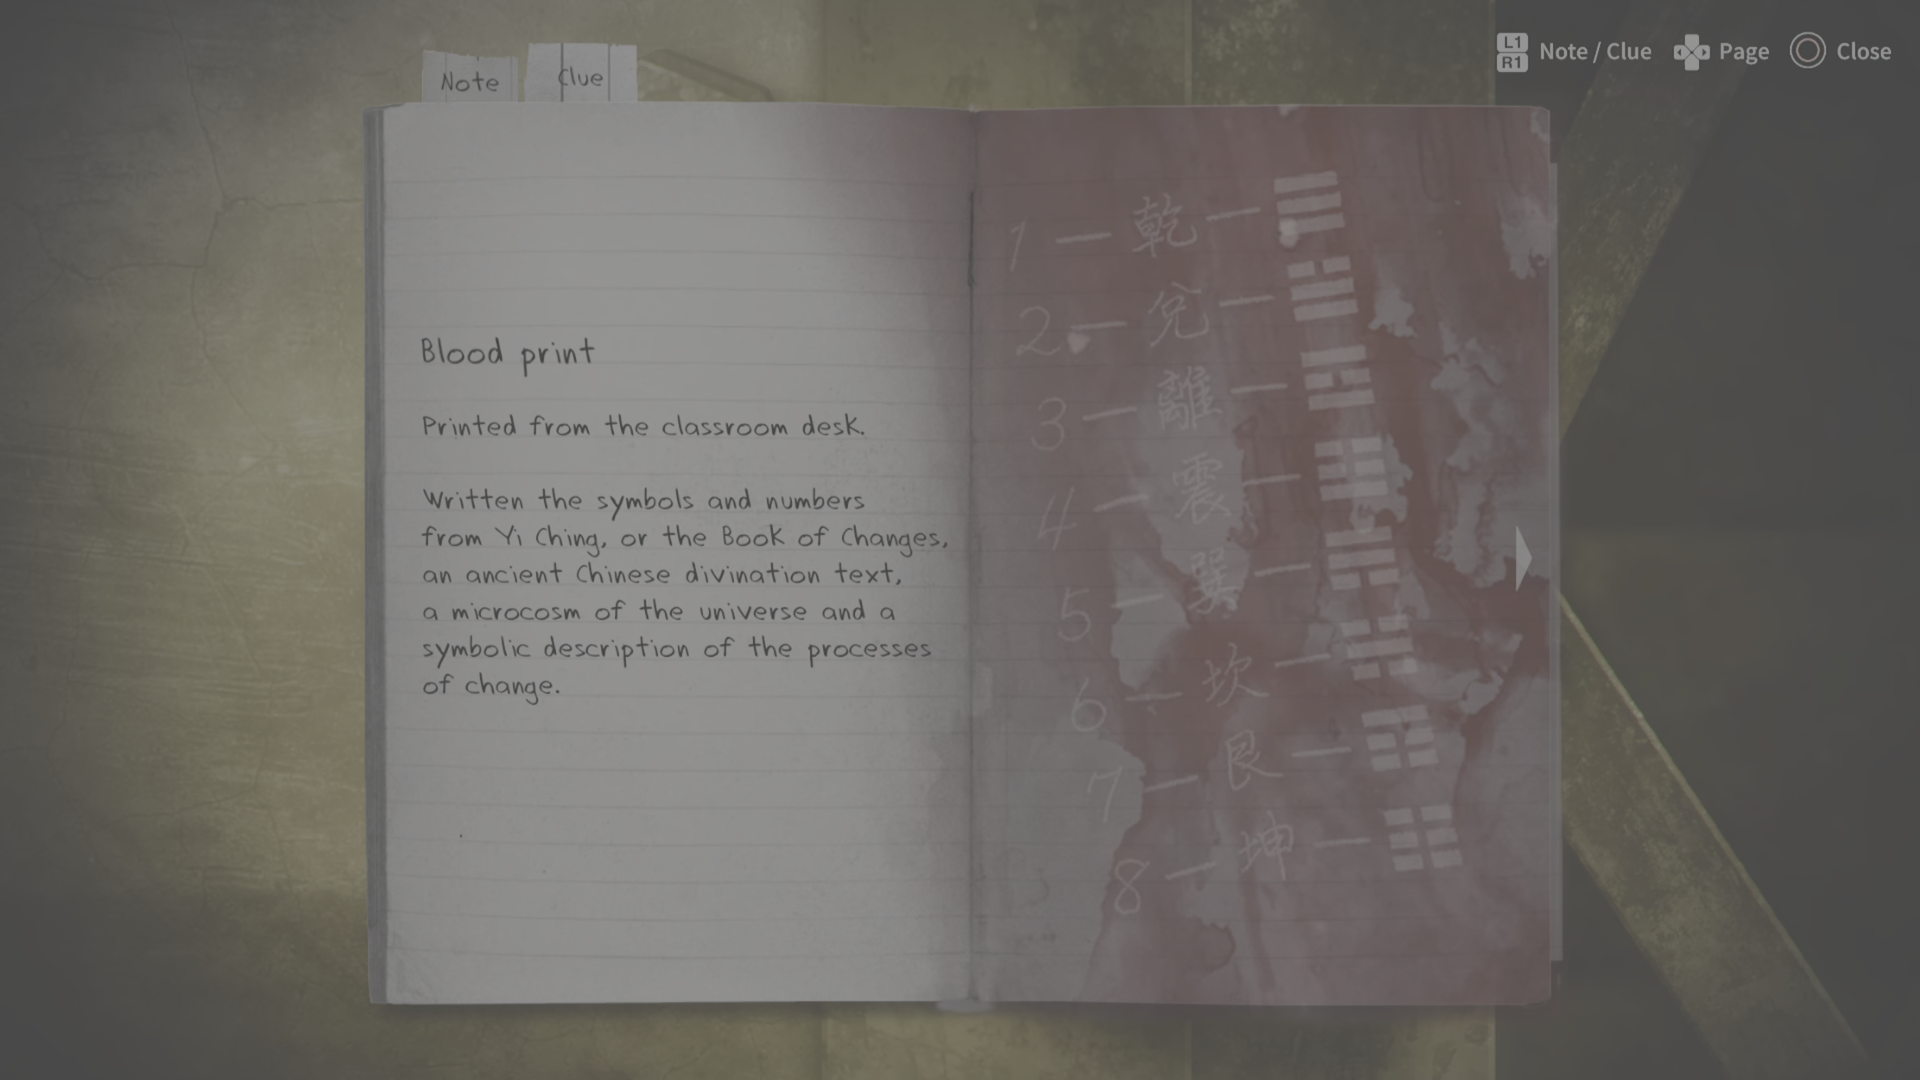 L1
R1
Note / Clue
Page
Close
Note
Clue
Blood print
Printed from the classroom desk.
Written the symbols and numbers
from Yi Ching, or the Book of Changes,
an ancient Chinese divination text,
a microcosm of the universe and a
symbolic description of the processes
of change.
1 — 乾 — ☰
2 — 兌 — ☱
3 — 離 — ☲
4 — 震 — ☳
5 — 巽 — ☴
6 — 坎 — ☵
7 — 艮 — ☶
8 — 坤 — ☷